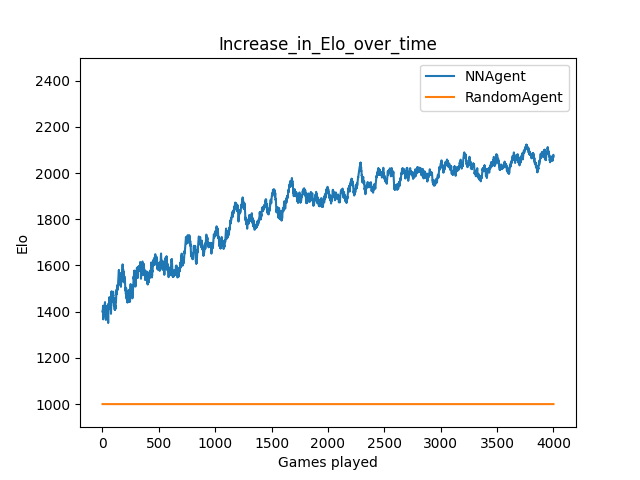 Increase_in_Elo_over_time
NNAgent
RandomAgent
2400
2200
2000
1800
1600
1400
1200
1000
Elo
0 500 1000 1500 2000 2500 3000 3500 4000
Games played